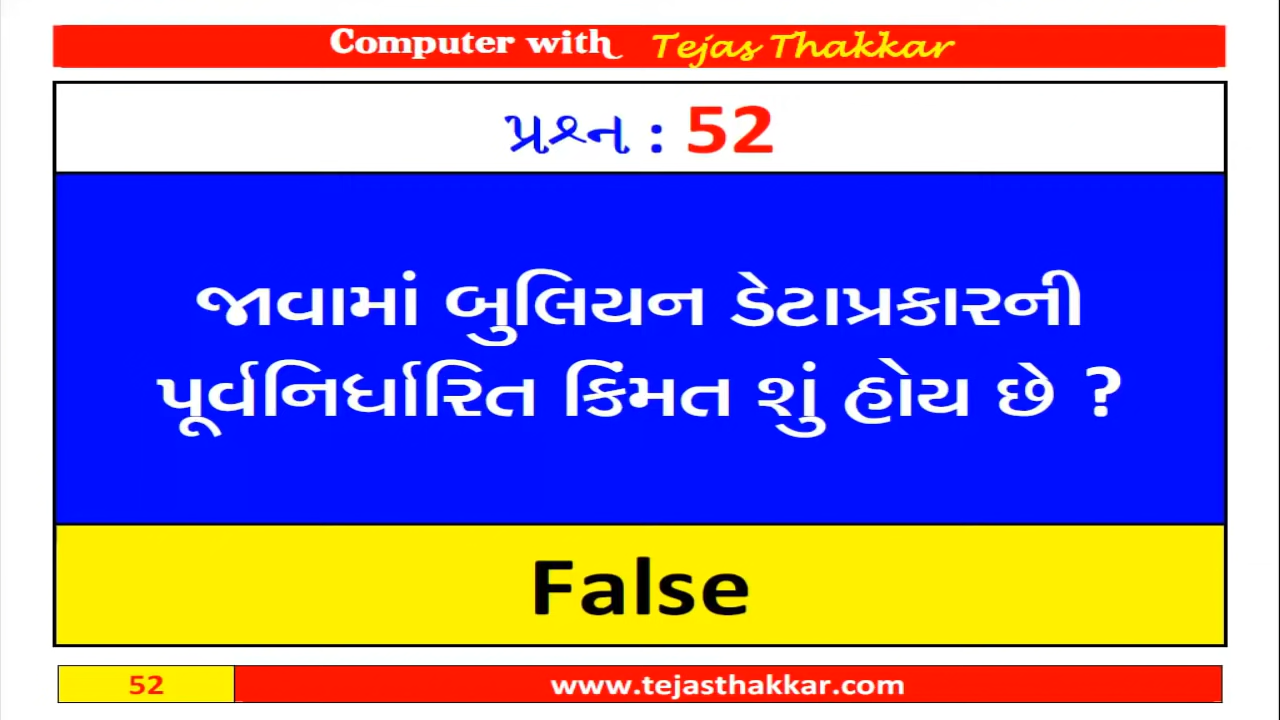 Computer with Tejas Thakkar
પ્રશ્ન : 52
જાવામાં બુલિયન ડેટાપ્રકારની
પૂર્વનિર્ધારિત કિંમત શું હોય છે ?
False
52
www.tejasthakkar.com